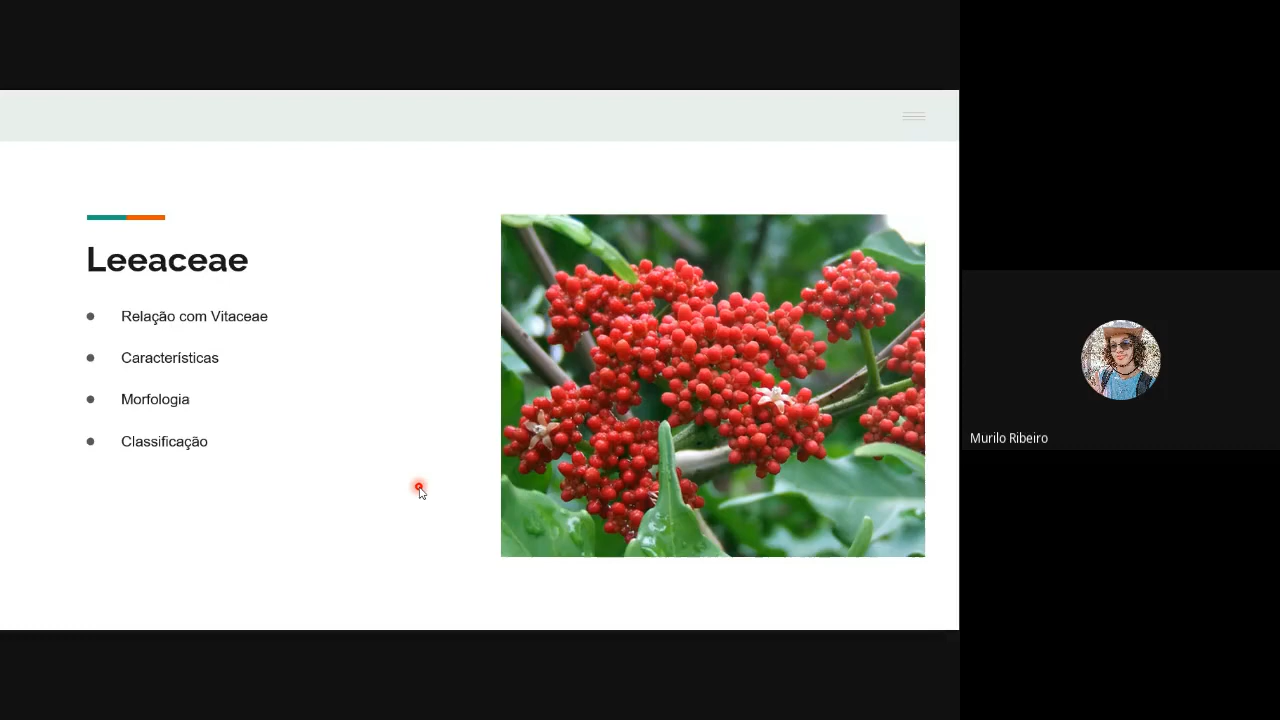 Leeaceae
Relação com Vitaceae
Características
Morfologia
Classificação
Murilo Ribeiro